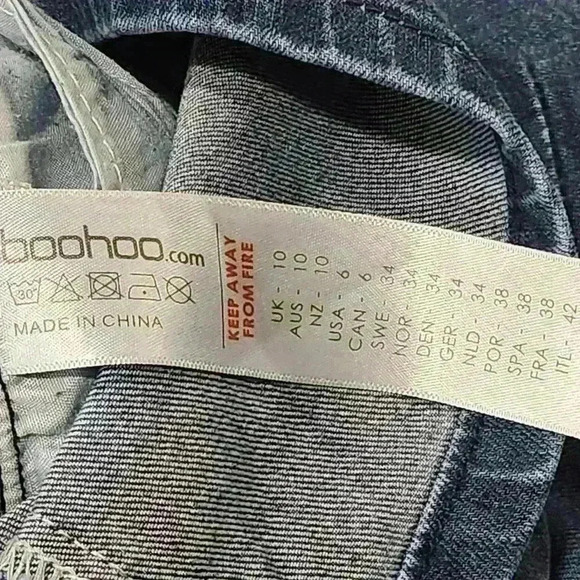 boohoo.com
30
MADE IN CHINA
KEEP AWAY
FROM FIRE
UK - 10
AUS - 10
NZ - 10
USA - 6
CAN - 6
SWE - 34
NOR - 34
DEN - 34
GER - 34
NLD - 34
POR - 38
SPA - 38
FRA - 38
ITL - 42